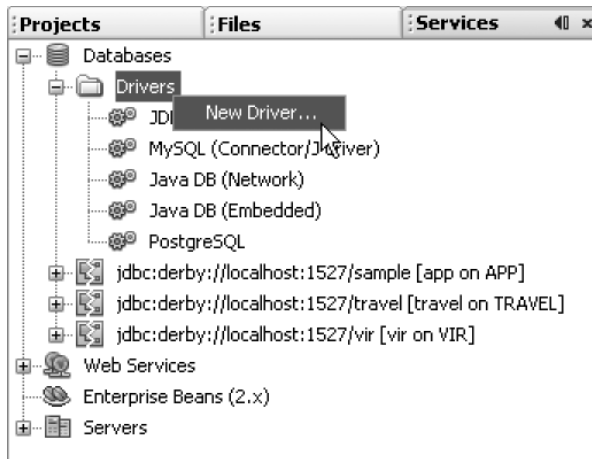 Projects Files Services
Databases
Drivers
New Driver...
MySQL (Connector/J driver)
Java DB (Network)
Java DB (Embedded)
PostgreSQL
jdbc:derby://localhost:1527/sample [app on APP]
jdbc:derby://localhost:1527/travel [travel on TRAVEL]
jdbc:derby://localhost:1527/vir [vir on VIR]
Web Services
Enterprise Beans (2.x)
Servers